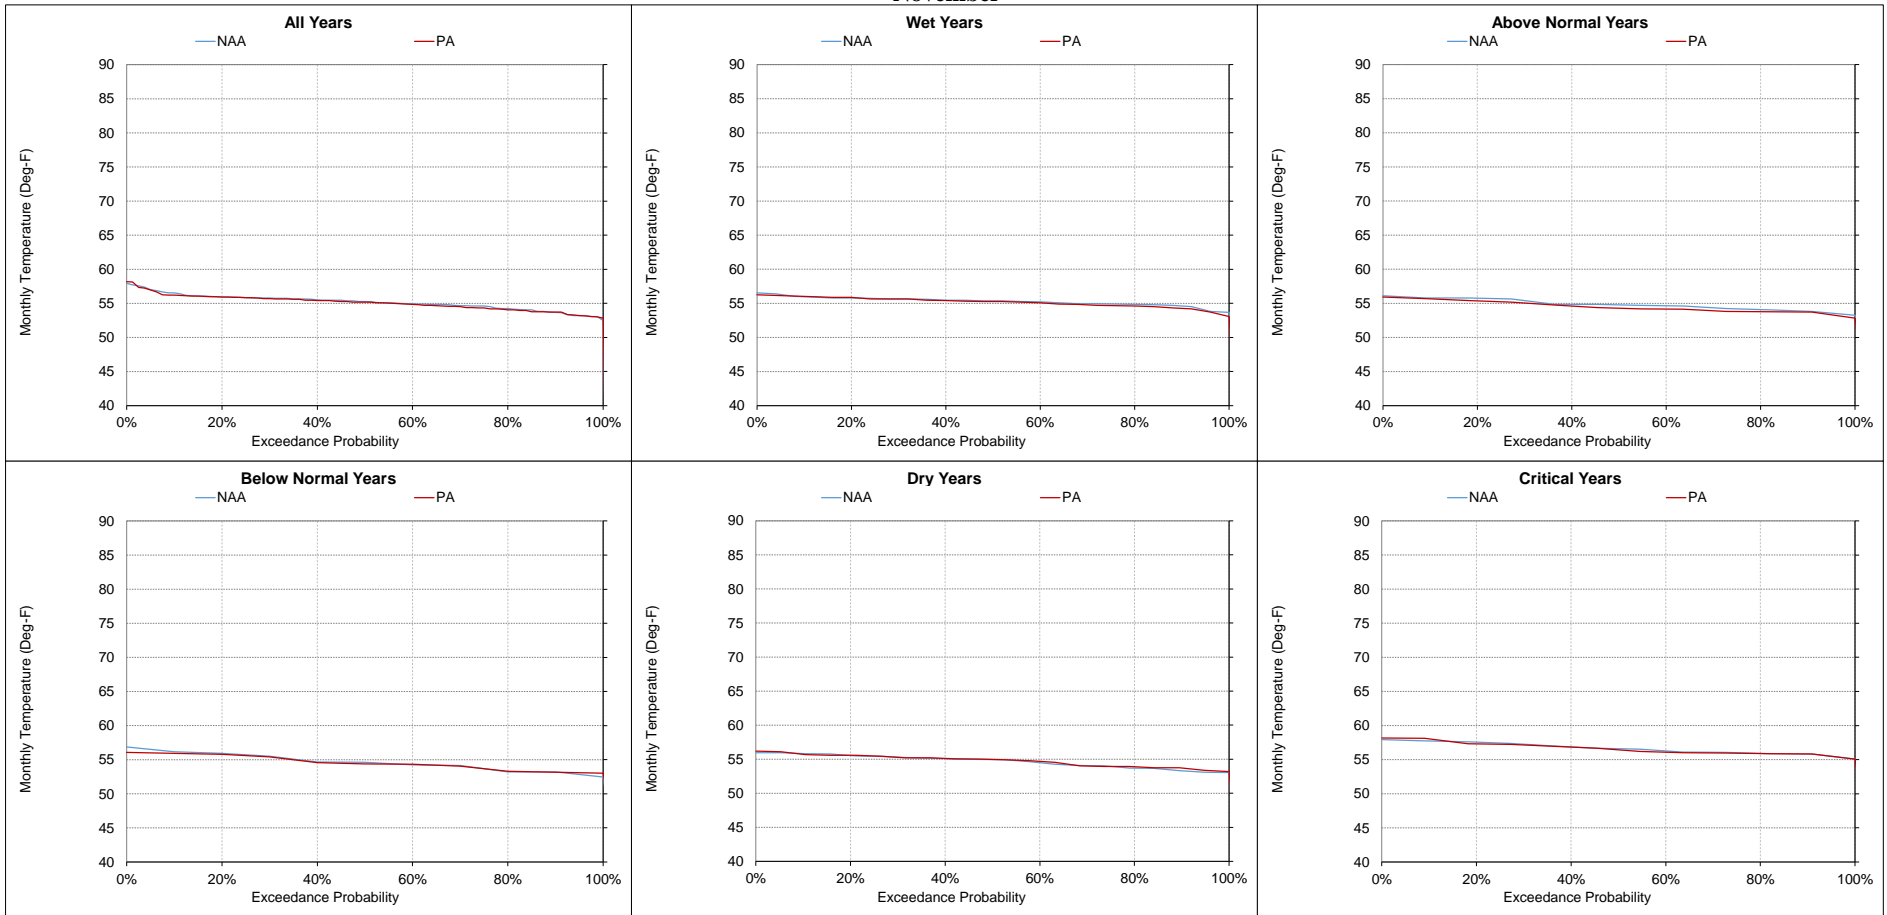 All Years
NAA PA
90
85
80
75
70
65
60
55
50
45
40
Monthly Temperature (Deg-F)
0% 20% 40% 60% 80% 100%
Exceedance Probability
Wet Years
NAA PA
90
85
80
75
70
65
60
55
50
45
40
Monthly Temperature (Deg-F)
0% 20% 40% 60% 80% 100%
Exceedance Probability
Above Normal Years
NAA PA
90
85
80
75
70
65
60
55
50
45
40
Monthly Temperature (Deg-F)
0% 20% 40% 60% 80% 100%
Exceedance Probability
Below Normal Years
NAA PA
90
85
80
75
70
65
60
55
50
45
40
Monthly Temperature (Deg-F)
0% 20% 40% 60% 80% 100%
Exceedance Probability
Dry Years
NAA PA
90
85
80
75
70
65
60
55
50
45
40
Monthly Temperature (Deg-F)
0% 20% 40% 60% 80% 100%
Exceedance Probability
Critical Years
NAA PA
90
85
80
75
70
65
60
55
50
45
40
Monthly Temperature (Deg-F)
0% 20% 40% 60% 80% 100%
Exceedance Probability